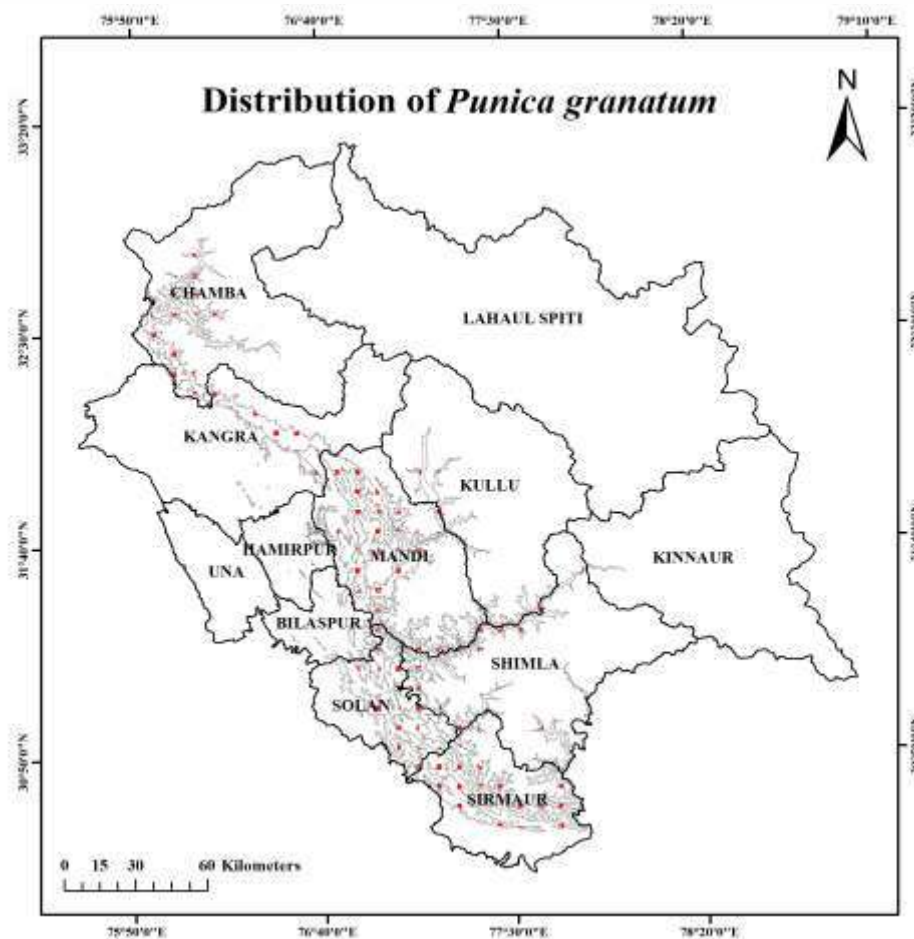 75°50'0"E 76°40'0"E 77°30'0"E 78°20'0"E 79°10'0"E
Distribution of Punica granatum
N
33°20'0"N
CHAMBA
LAHAUL SPITI
32°30'0"N
KANGRA
KULLU
HAMIRPUR
MANDI
KINNAUR
31°40'0"N
UNA
BILASPUR
SHIMLA
SOLAN
30°50'0"N
SIRMAUR
0 15 30 60 Kilometers
75°50'0"E 76°40'0"E 77°30'0"E 78°20'0"E